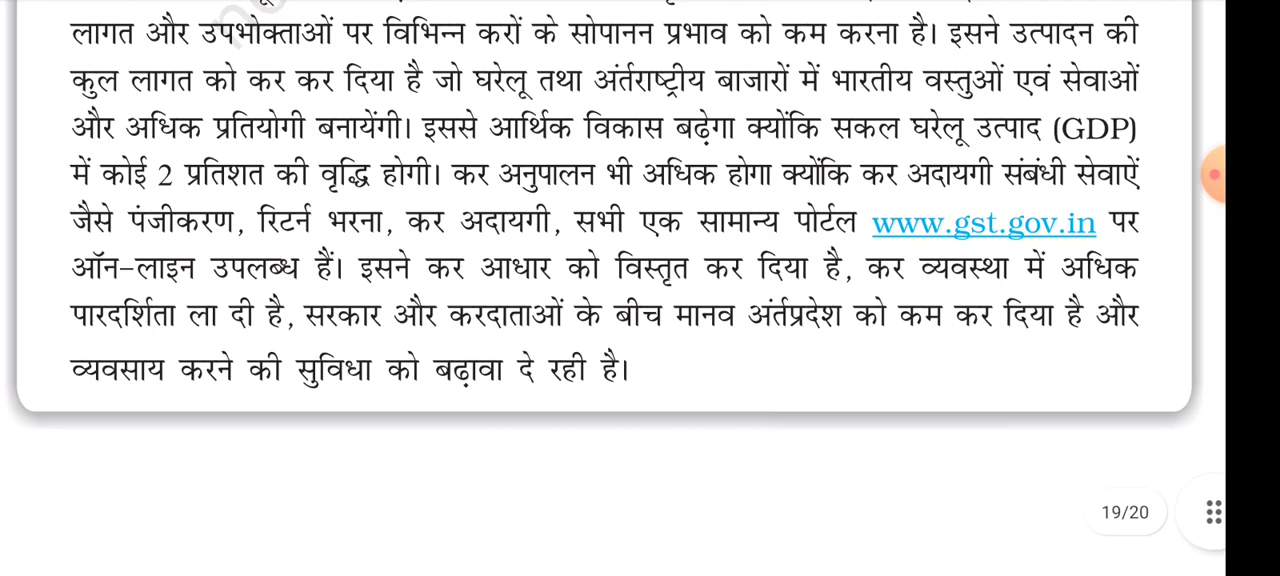 लागत और उपभोक्ताओं पर विभिन्न करों के सोपानन प्रभाव को कम करना है। इसने उत्पादन की
कुल लागत को कर कर दिया है जो घरेलू तथा अंर्तराष्ट्रीय बाजारों में भारतीय वस्तुओं एवं सेवाओं
और अधिक प्रतियोगी बनायेंगी। इससे आर्थिक विकास बढ़ेगा क्योंकि सकल घरेलू उत्पाद (GDP)
में कोई 2 प्रतिशत की वृद्धि होगी। कर अनुपालन भी अधिक होगा क्योंकि कर अदायगी संबंधी सेवाऐं
जैसे पंजीकरण, रिटर्न भरना, कर अदायगी, सभी एक सामान्य पोर्टल www.gst.gov.in पर
ऑन-लाइन उपलब्ध हैं। इसने कर आधार को विस्तृत कर दिया है, कर व्यवस्था में अधिक
पारदर्शिता ला दी है, सरकार और करदाताओं के बीच मानव अंर्तप्रदेश को कम कर दिया है और
व्यवसाय करने की सुविधा को बढ़ावा दे रही है।
19/20